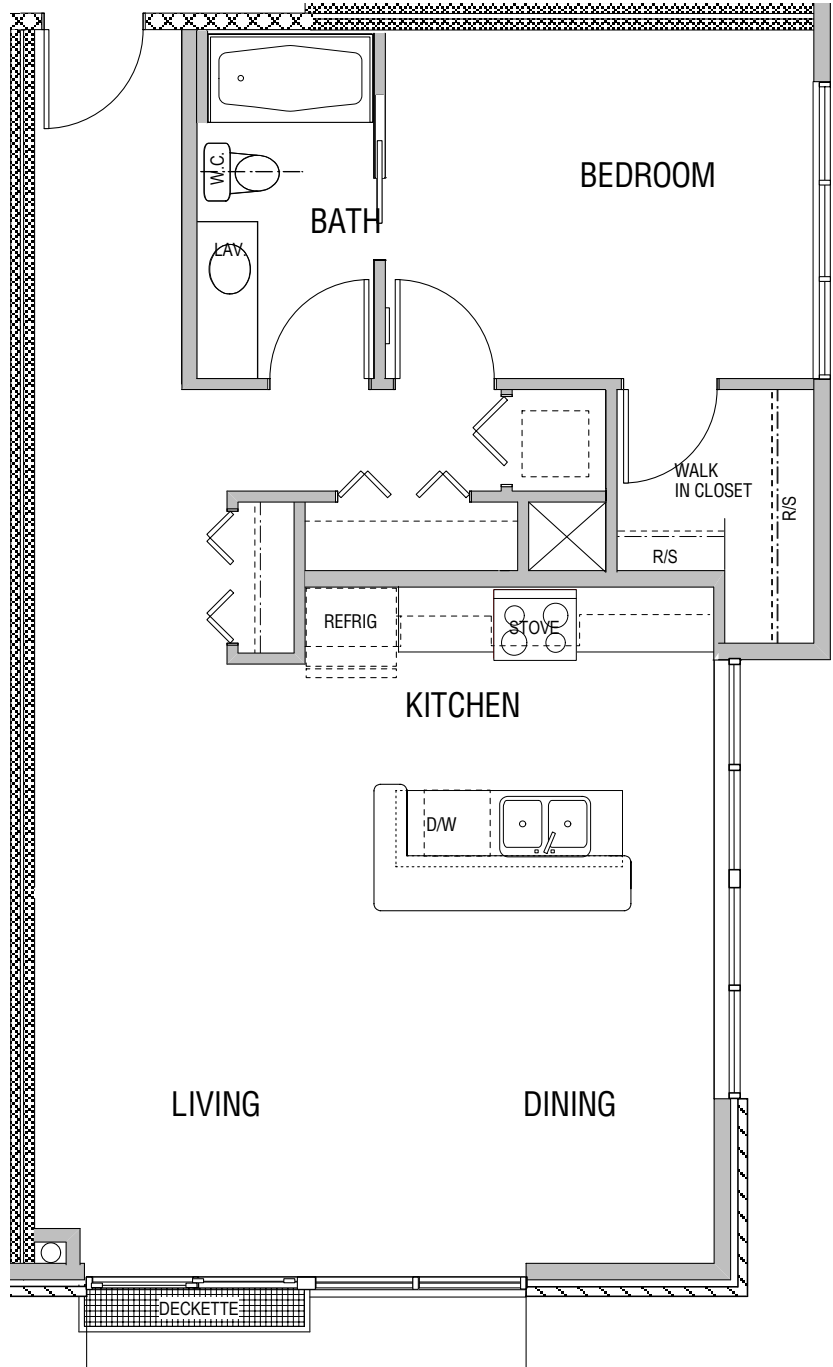 BEDROOM
W.C.
BATH
LAV.
WALK
IN CLOSET
R/S
R/S
REFRIG
STOVE
KITCHEN
D/W
LIVING
DINING
DECKETTE